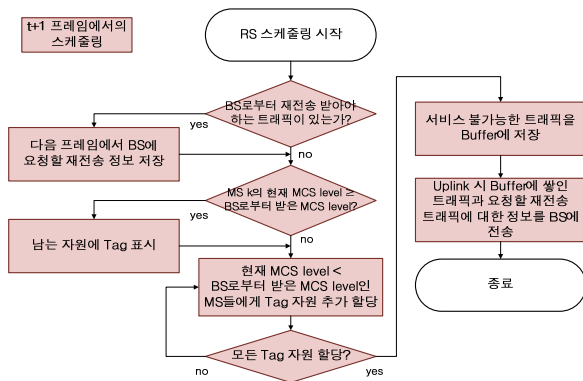 t+1 프레임에서의
스케줄링
RS 스케줄링 시작
BS로부터 재전송 받아야
하는 트래픽이 있는가?
yes
no
다음 프레임에서 BS에
요청할 재전송 정보 저장
MS k의 현재 MCS level ≥
BS로부터 받은 MCS level?
yes
no
남는 자원에 Tag 표시
현재 MCS level <
BS로부터 받은 MCS level인
MS들에게 Tag 자원 추가 할당
모든 Tag 자원 할당?
no
yes
서비스 불가능한 트래픽을
Buffer에 저장
Uplink 시 Buffer에 쌓인
트래픽과 요청할 재전송
트래픽에 대한 정보를 BS에
전송
종료